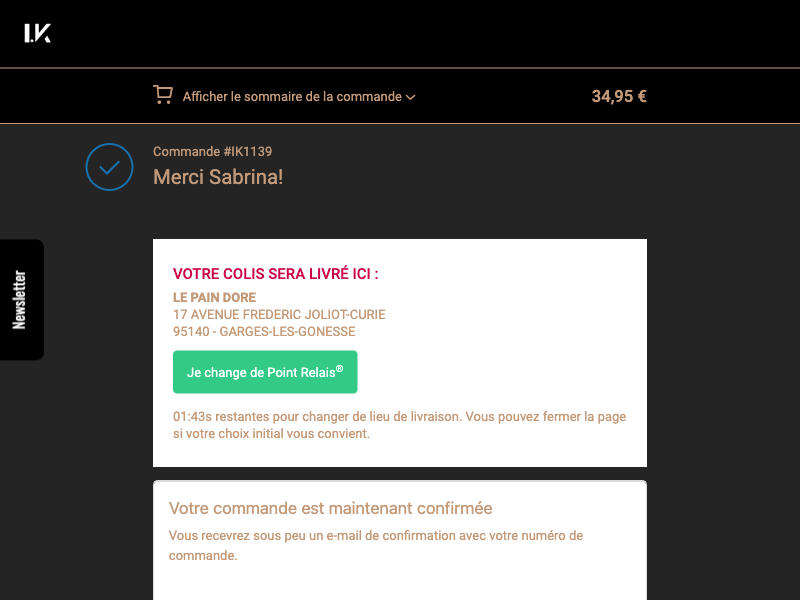 I.K
Afficher le sommaire de la commande
34,95 €
Commande #IK1139
Merci Sabrina!
Newsletter
VOTRE COLIS SERA LIVRÉ ICI :
LE PAIN DORE
17 AVENUE FREDERIC JOLIOT-CURIE
95140 - GARGES-LES-GONESSE
Je change de Point Relais®
01:43s restantes pour changer de lieu de livraison. Vous pouvez fermer la page
si votre choix initial vous convient.
Votre commande est maintenant confirmée
Vous recevrez sous peu un e-mail de confirmation avec votre numéro de
commande.